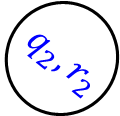 q₂, r₂